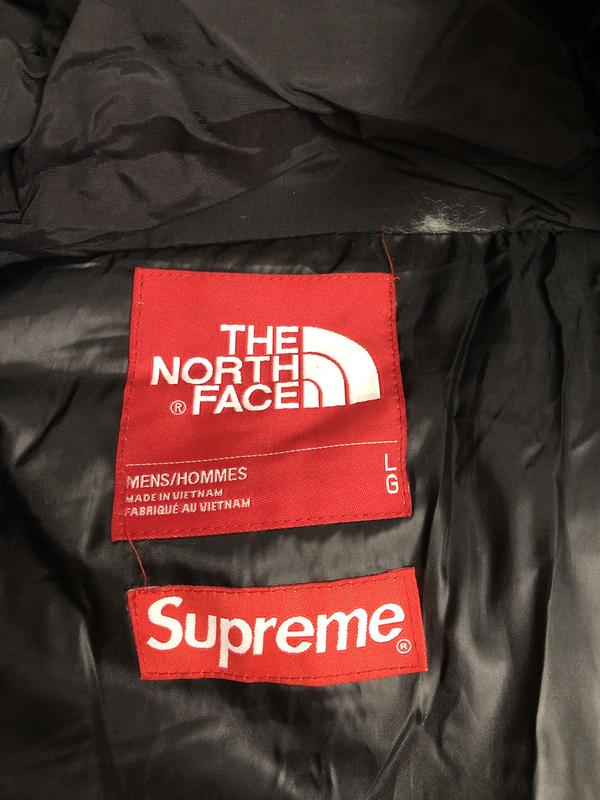 THE
NORTH
® FACE
MENS/HOMMES
MADE IN VIETNAM
FABRIQUÉ AU VIETNAM
L
G
Supreme®